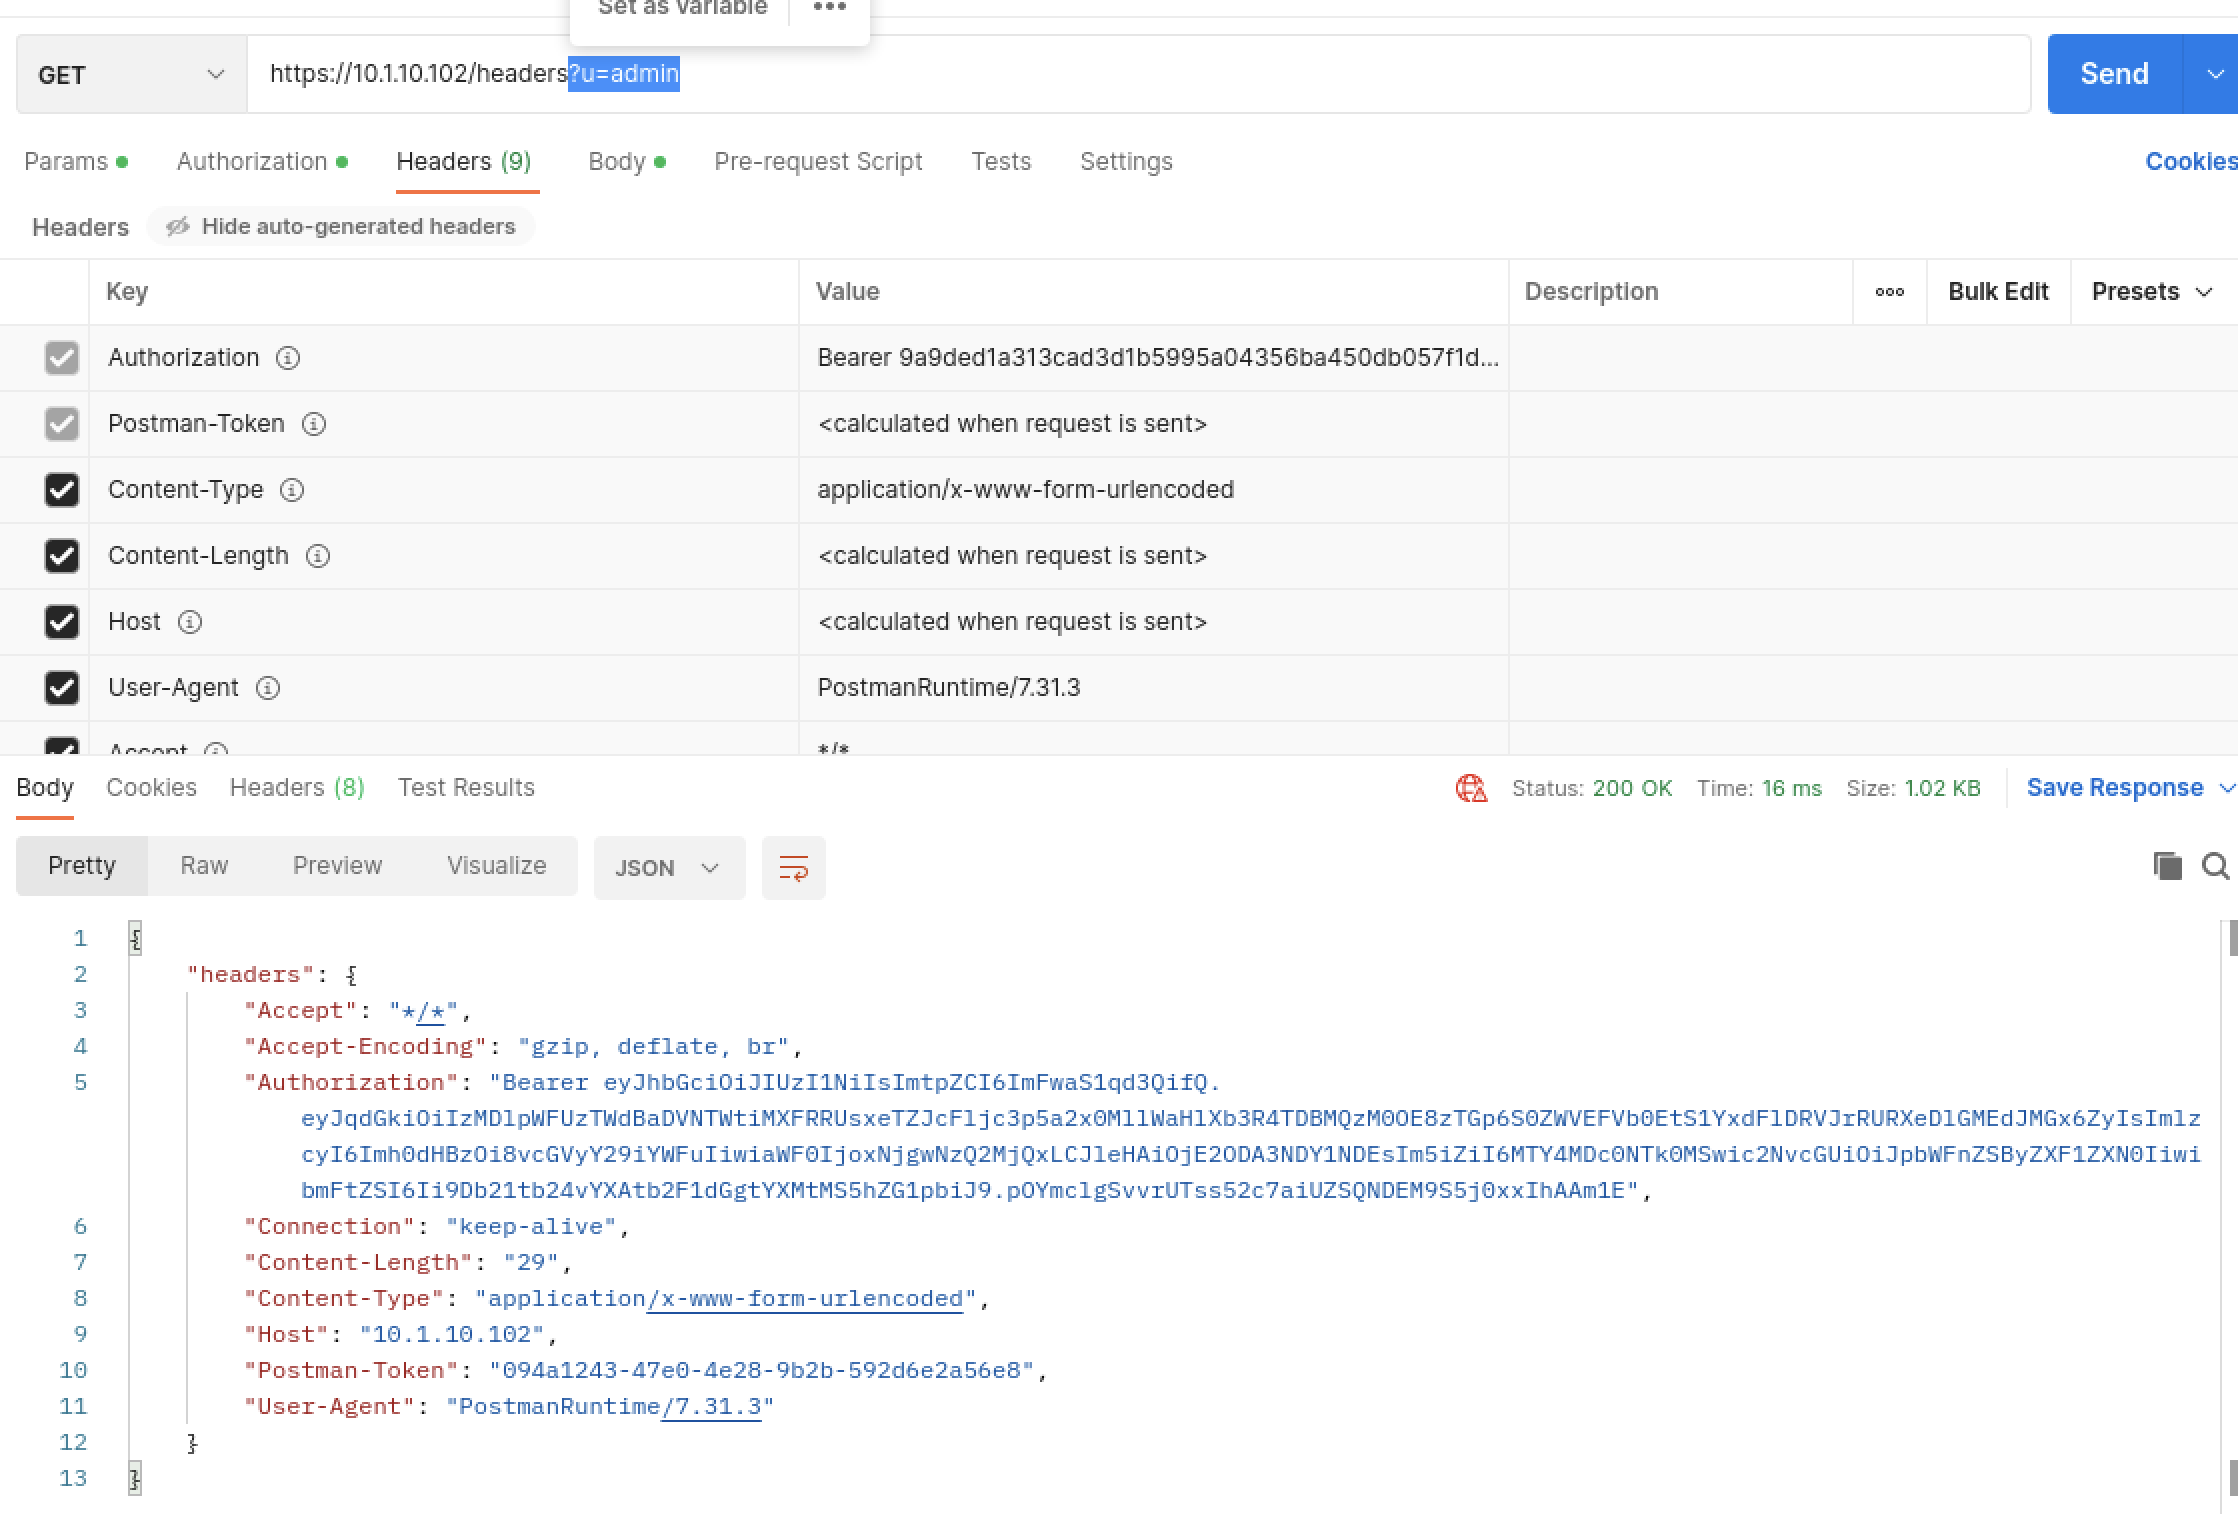 Set as variable
GET
https://10.1.10.102/headers?u=admin
Send
Params
Authorization
Headers (9)
Body
Pre-request Script
Tests
Settings
Cookies
Headers
Hide auto-generated headers
Key
Value
Description
Bulk Edit
Presets
Authorization
Bearer 9a9ded1a313cad3d1b5995a04356ba450db057f1d...
Postman-Token
<calculated when request is sent>
Content-Type
application/x-www-form-urlencoded
Content-Length
<calculated when request is sent>
Host
<calculated when request is sent>
User-Agent
PostmanRuntime/7.31.3
Accept
*/*
Body
Cookies
Headers (8)
Test Results
Status: 200 OK
Time: 16 ms
Size: 1.02 KB
Save Response
Pretty
Raw
Preview
Visualize
JSON
1 {
2 "headers": {
3 "Accept": "*/*",
4 "Accept-Encoding": "gzip, deflate, br",
5 "Authorization": "Bearer eyJhbGciOiJIUzI1NiIsImtpZCI6ImFwaS1qd3QifQ.
eyJqdGkiOiIzMDlpWFUzTWdBaDVNTWtiMXFRRUsxeTZJcFljc3p5a2x0MllWaHlXb3R4TDBMQzM0OE8zTGp6S0ZWVEFVb0EtS1YxdFlDRVJrRURXeDlGMEdJMGx6ZyIsImlz
cyI6Imh0dHBzOi8vcGVyY29iYWFuIiwiaWF0IjoxNjgwNzQ2MjQxLCJleHAiOjE2ODA3NDY1NDEsIm5iZiI6MTY4MDc0NTk0MSwic2NvcGUiOiJpbWFnZSByZXF1ZXN0Iiwi
bmFtZSI6Ii9Db21tb24vYXAtb2F1dGgtYXMtMS5hZG1pbiJ9.pOYmclgSvvrUTss52c7aiUZSQNDEM9S5j0xxIhAAm1E",
6 "Connection": "keep-alive",
7 "Content-Length": "29",
8 "Content-Type": "application/x-www-form-urlencoded",
9 "Host": "10.1.10.102",
10 "Postman-Token": "094a1243-47e0-4e28-9b2b-592d6e2a56e8",
11 "User-Agent": "PostmanRuntime/7.31.3"
12 }
13 }